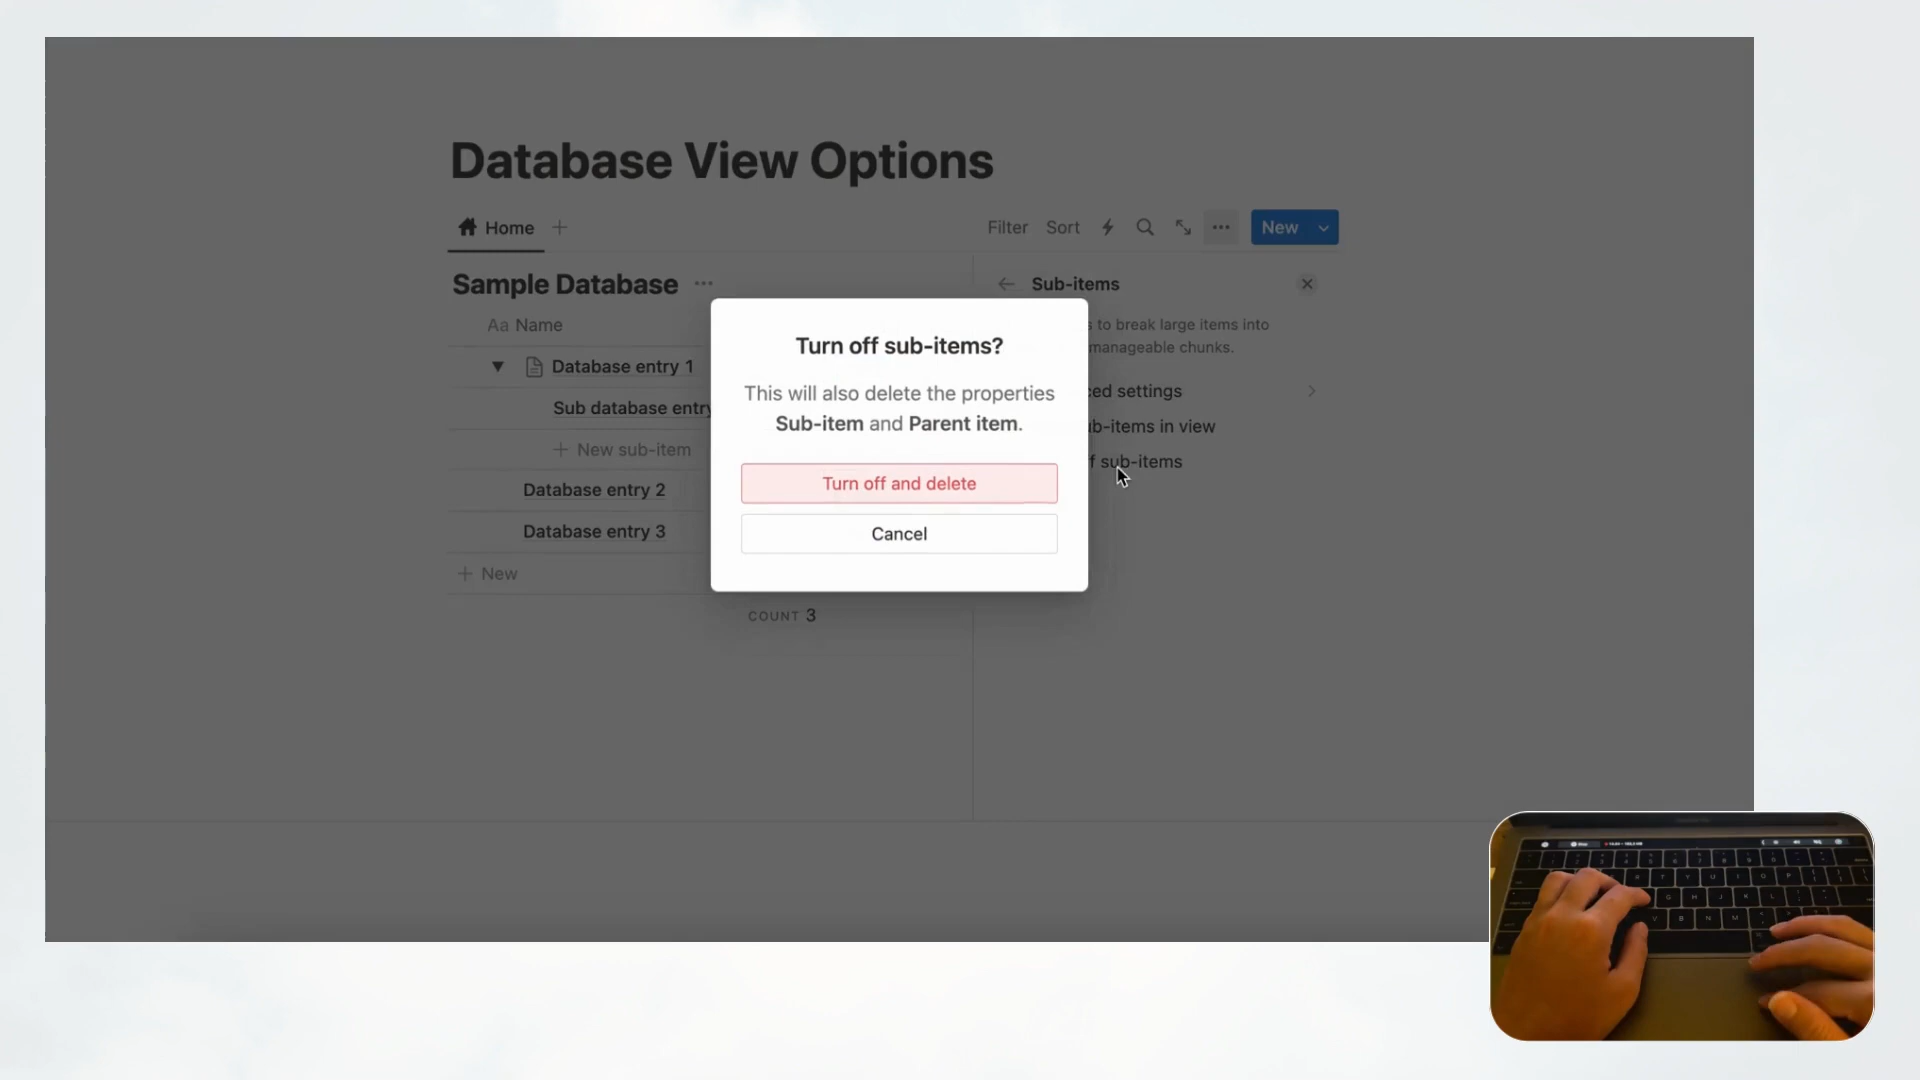 Database View Options
Home
Filter Sort
New
Sample Database
Sub-items
Aa Name
s to break large items into
manageable chunks.
Database entry 1
Sub database entry
New sub-item
Database entry 2
Database entry 3
New
COUNT 3
Turn off sub-items?
This will also delete the properties
Sub-item and Parent item.
Turn off and delete
Cancel
ed settings
ub-items in view
f sub-items